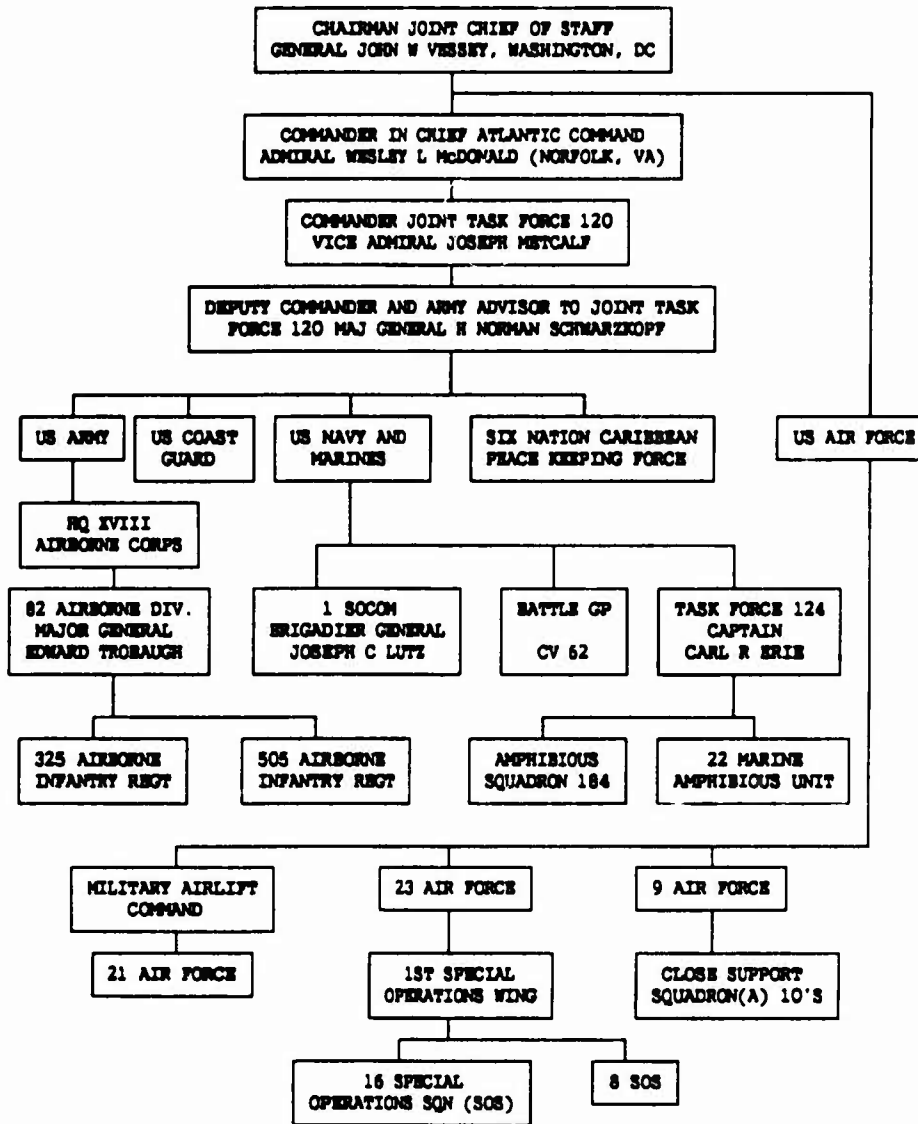 CHAIRMAN JOINT CHIEF OF STAFF
GENERAL JOHN W VESSEY, WASHINGTON, DC
COMMANDER IN CHIEF ATLANTIC COMMAND
ADMIRAL WESLEY L McDONALD (NORFOLK, VA)
COMMANDER JOINT TASK FORCE 120
VICE ADMIRAL JOSEPH METCALF
DEPUTY COMMANDER AND ARMY ADVISOR TO JOINT TASK
FORCE 120 MAJ GENERAL H NORMAN SCHWARZKOPF
US ARMY
US COAST
GUARD
US NAVY AND
MARINES
SIX NATION CARIBBEAN
PEACE KEEPING FORCE
US AIR FORCE
HQ XVIII
AIRBORNE CORPS
82 AIRBORNE DIV.
MAJOR GENERAL
EDWARD TROBAUGH
1 SOCOM
BRIGADIER GENERAL
JOSEPH C LUTZ
BATTLE GP
CV 62
TASK FORCE 124
CAPTAIN
CARL R ERIE
325 AIRBORNE
INFANTRY REGT
505 AIRBORNE
INFANTRY REGT
AMPHIBIOUS
SQUADRON 184
22 MARINE
AMPHIBIOUS UNIT
MILITARY AIRLIFT
COMMAND
23 AIR FORCE
9 AIR FORCE
21 AIR FORCE
1ST SPECIAL
OPERATIONS WING
CLOSE SUPPORT
SQUADRON(A) 10'S
16 SPECIAL
OPERATIONS SQN (SOS)
8 SOS